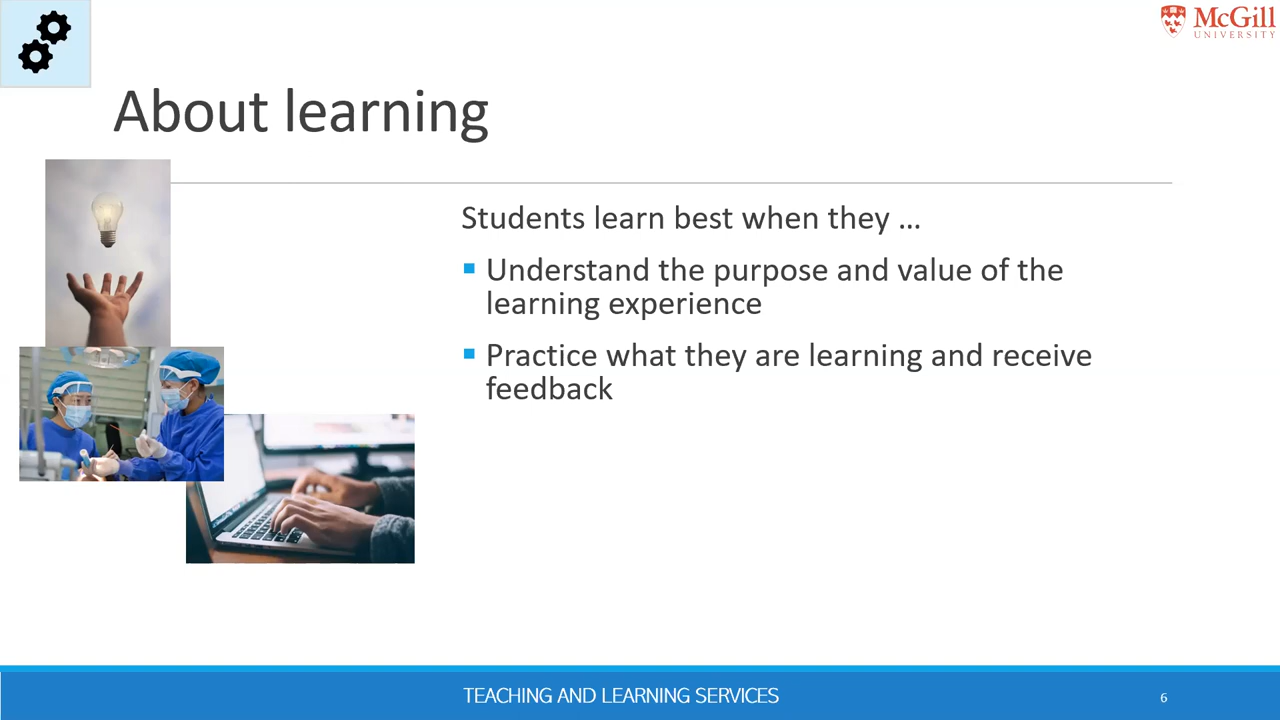 McGill
UNIVERSITY
About learning
Students learn best when they …
Understand the purpose and value of the
learning experience
Practice what they are learning and receive
feedback
TEACHING AND LEARNING SERVICES
6